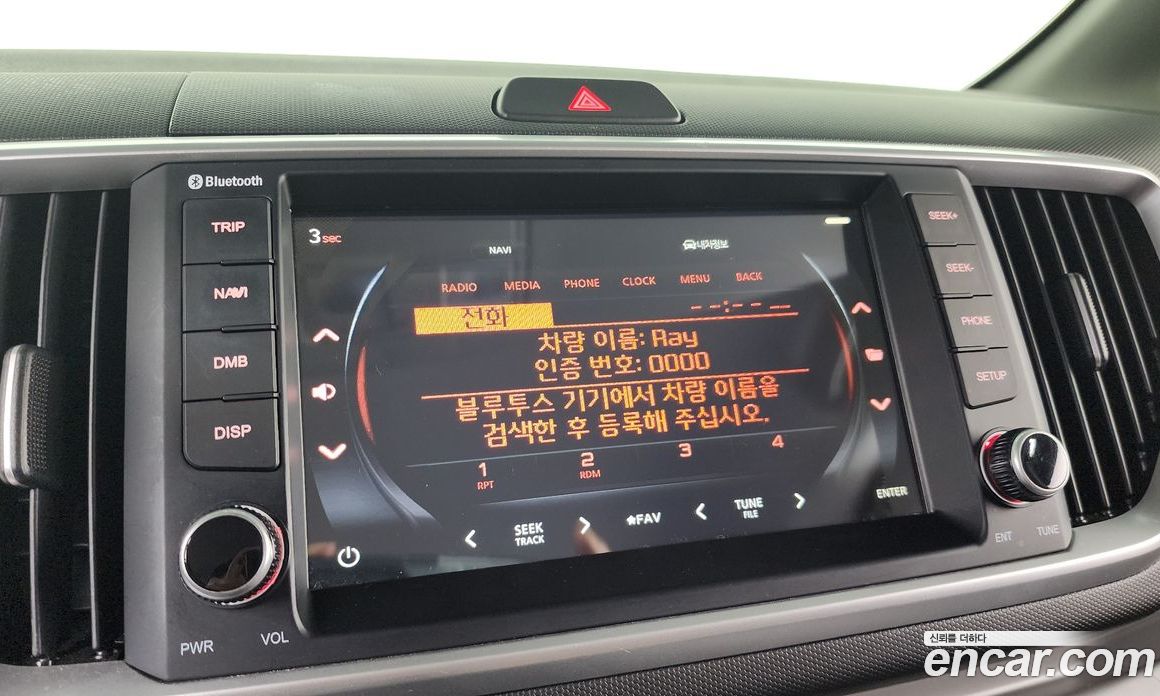 Bluetooth
TRIP
NAVI
DMB
DISP
PWR
VOL
3sec
NAVI
내차정보
RADIO MEDIA PHONE CLOCK MENU BACK
전화
--:-- --
차량 이름: Ray
인증 번호: 0000
블루투스 기기에서 차량 이름을
검색한 후 등록해 주십시오.
1 RPT
2 RDM
3
4
< SEEK TRACK >
★FAV
< TUNE FILE >
ENTER
SEEK+
SEEK-
PHONE
SETUP
ENT
TUNE
신뢰를 더하다
encar.com